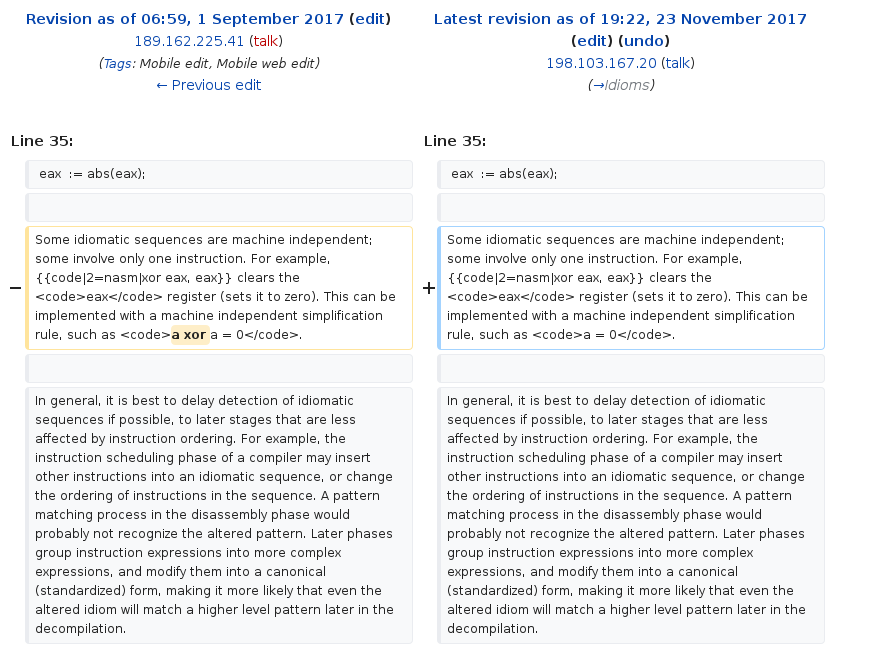 Revision as of 06:59, 1 September 2017 (edit)
189.162.225.41 (talk)
(Tags: Mobile edit, Mobile web edit)
← Previous edit
Latest revision as of 19:22, 23 November 2017
(edit) (undo)
198.103.167.20 (talk)
(→Idioms)
Line 35:
Line 35:
eax  := abs(eax);
eax  := abs(eax);
−
Some idiomatic sequences are machine independent;
some involve only one instruction. For example,
{{code|2=nasm|xor eax, eax}} clears the
<code>eax</code> register (sets it to zero). This can be
implemented with a machine independent simplification
rule, such as <code>a xor a = 0</code>.
+
Some idiomatic sequences are machine independent;
some involve only one instruction. For example,
{{code|2=nasm|xor eax, eax}} clears the
<code>eax</code> register (sets it to zero). This can be
implemented with a machine independent simplification
rule, such as <code>a = 0</code>.
In general, it is best to delay detection of idiomatic
sequences if possible, to later stages that are less
affected by instruction ordering. For example, the
instruction scheduling phase of a compiler may insert
other instructions into an idiomatic sequence, or change
the ordering of instructions in the sequence. A pattern
matching process in the disassembly phase would
probably not recognize the altered pattern. Later phases
group instruction expressions into more complex
expressions, and modify them into a canonical
(standardized) form, making it more likely that even the
altered idiom will match a higher level pattern later in the
decompilation.
In general, it is best to delay detection of idiomatic
sequences if possible, to later stages that are less
affected by instruction ordering. For example, the
instruction scheduling phase of a compiler may insert
other instructions into an idiomatic sequence, or change
the ordering of instructions in the sequence. A pattern
matching process in the disassembly phase would
probably not recognize the altered pattern. Later phases
group instruction expressions into more complex
expressions, and modify them into a canonical
(standardized) form, making it more likely that even the
altered idiom will match a higher level pattern later in the
decompilation.